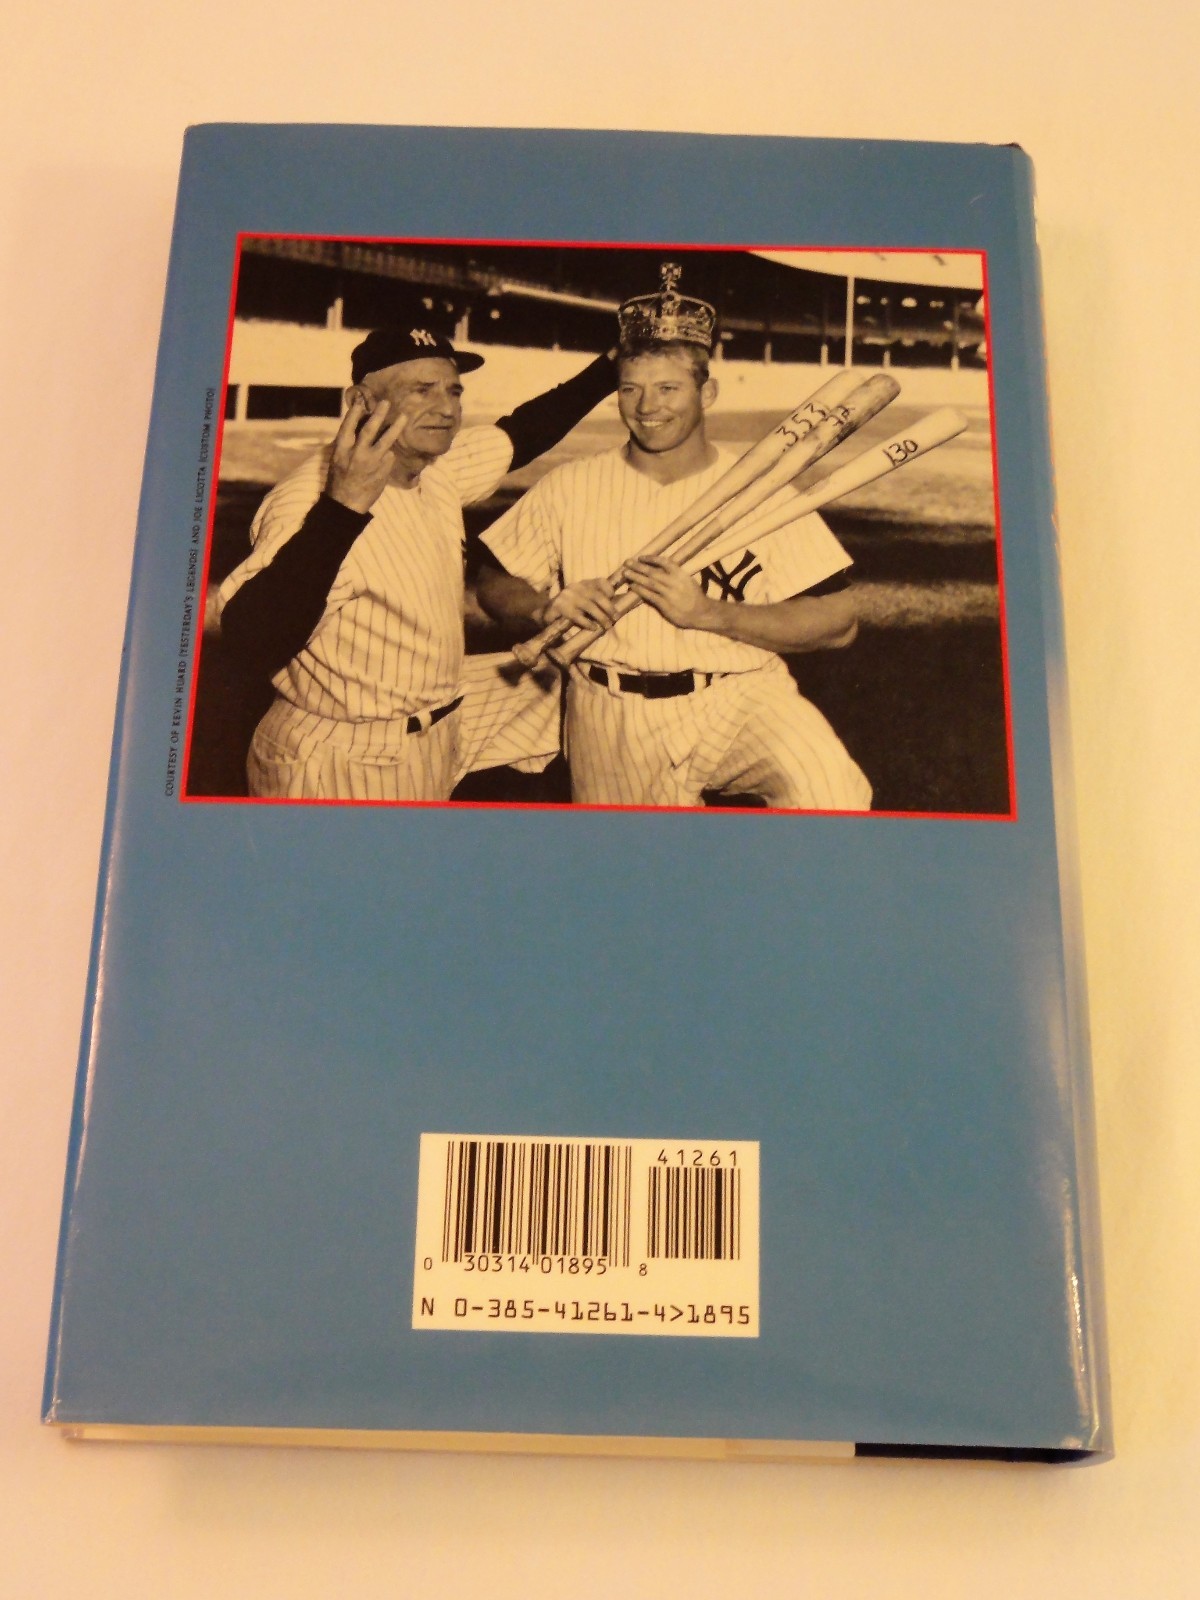 COURTESY OF KEVIN HUARD (YESTERDAY'S LEGENDS) AND JOE LICOTTA (CUSTOM PHOTO)
NY
.353
130
NY
41261
0 30314 01895 8
N 0-385-41261-4>1895